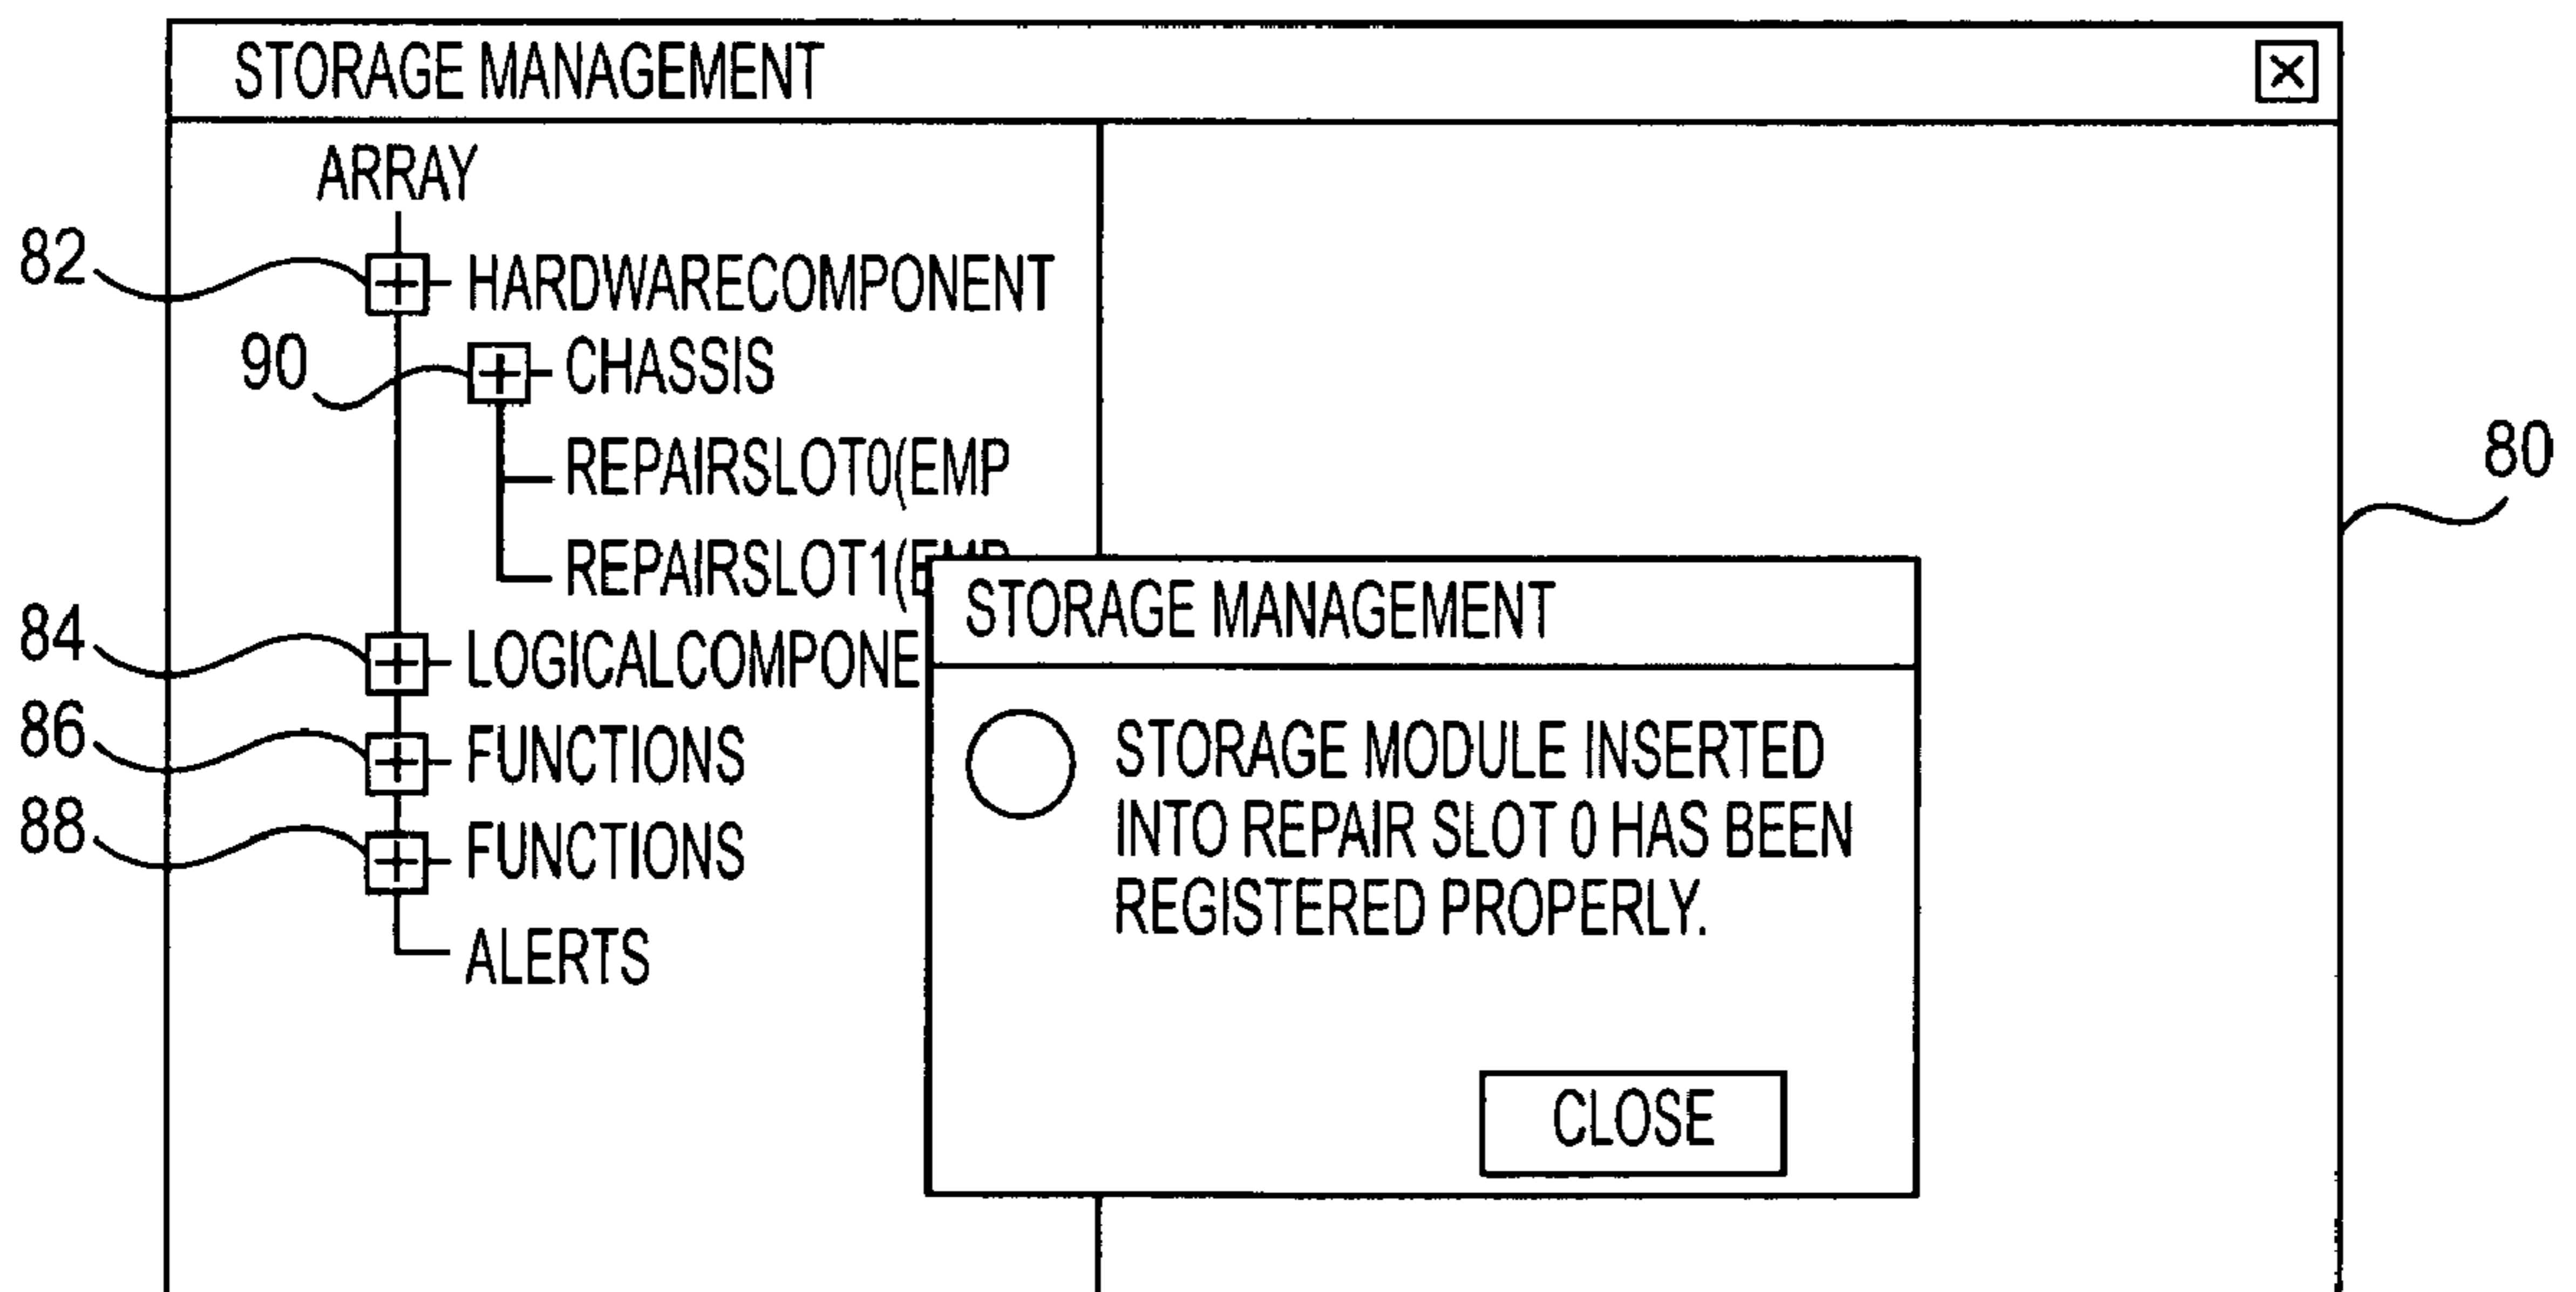 STORAGE MANAGEMENT
ARRAY
82
HARDWARECOMPONENT
90
CHASSIS
REPAIRSLOT0(EMP
80
REPAIRSLOT1(EMP
STORAGE MANAGEMENT
84
LOGICALCOMPONE
STORAGE MODULE INSERTED
INTO REPAIR SLOT 0 HAS BEEN
REGISTERED PROPERLY.
86
FUNCTIONS
88
FUNCTIONS
ALERTS
CLOSE